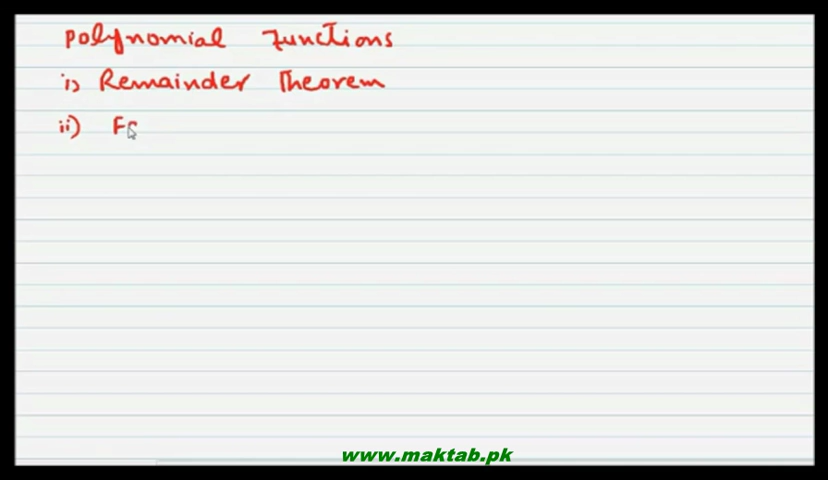 Polynomial Functions
i) Remainder Theorem
ii) Fa
www.maktab.pk